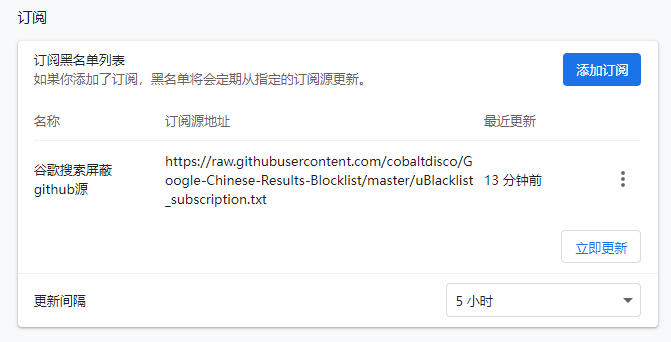 订阅
订阅黑名单列表
如果你添加了订阅，黑名单将会定期从指定的订阅源更新。
添加订阅
名称 订阅源地址 最近更新
谷歌搜索屏蔽
github源
https://raw.githubusercontent.com/cobaltdisco/G
oogle-Chinese-Results-Blocklist/master/uBlacklist
_subscription.txt
13 分钟前
立即更新
更新间隔
5 小时